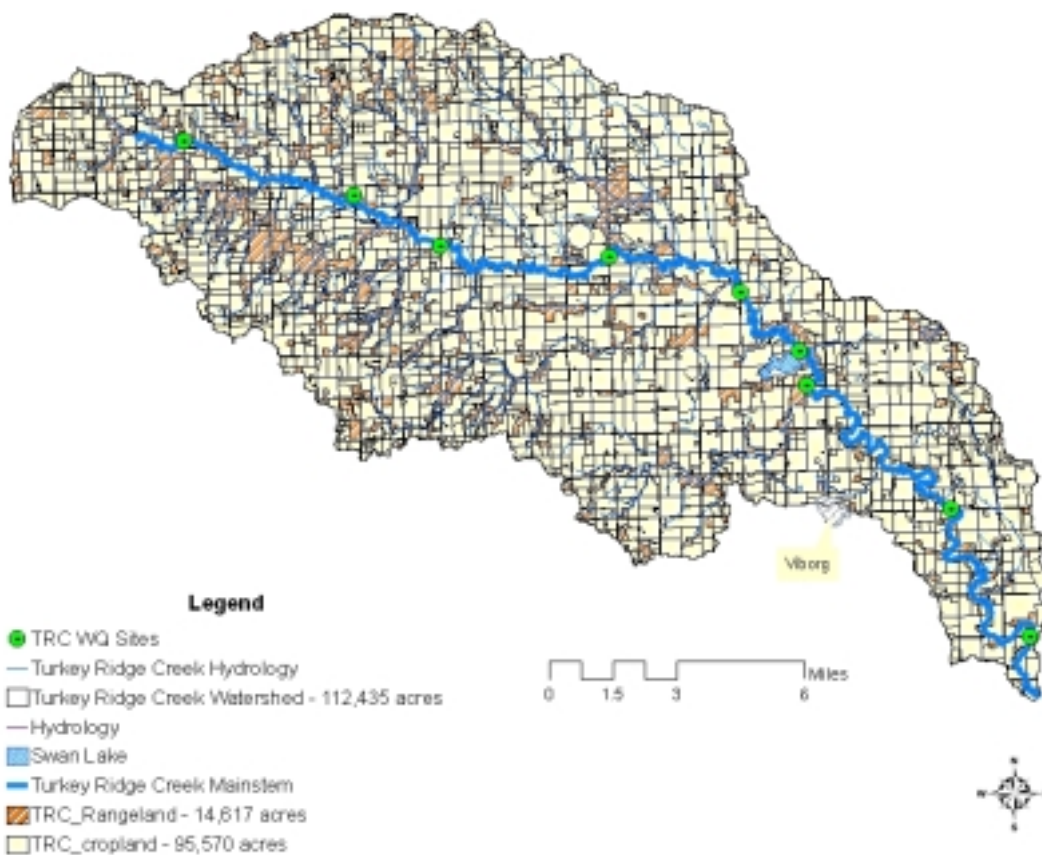 Viborg
Legend
TRC WQ Sites
Turkey Ridge Creek Hydrology
Turkey Ridge Creek Watershed - 112,435 acres
Hydrology
Swan Lake
Turkey Ridge Creek Mainstem
TRC_Rangeland - 14,617 acres
TRC_cropland - 95,570 acres
Miles
0 1.5 3 6
N
W
S